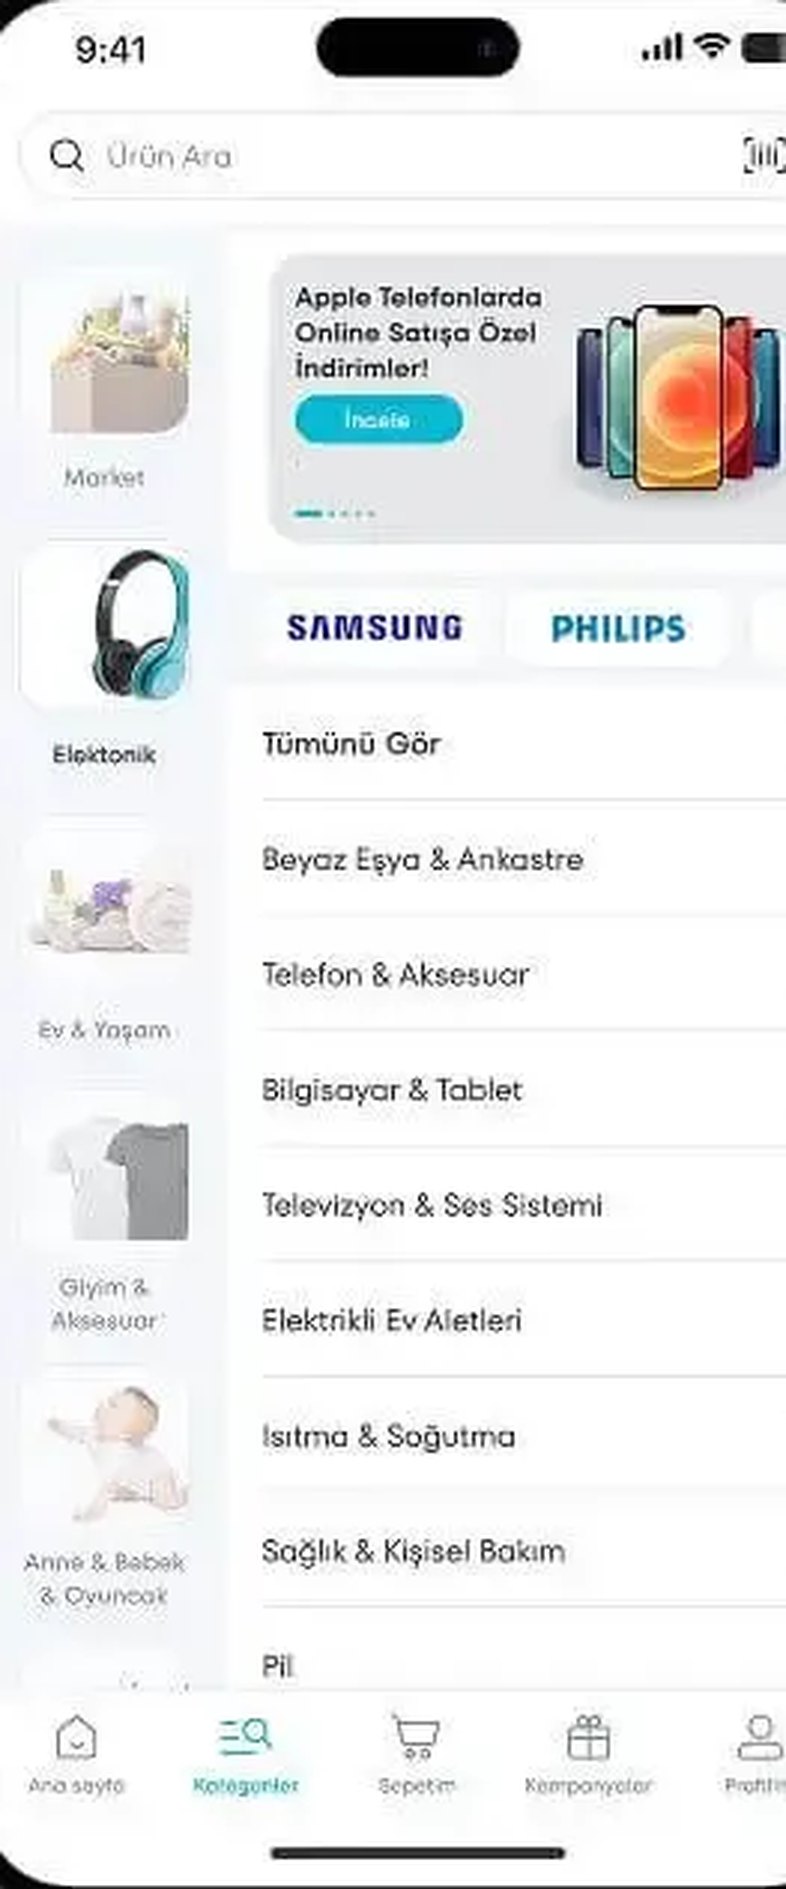 9:41
Ürün Ara
Apple Telefonlarda
Online Satışa Özel
İndirimler!
İncele
SAMSUNG
PHILIPS
Market
Elektonik
Ev & Yaşam
Giyim &
Aksesuar
Anne & Bebek
& Oyuncak
Tümünü Gör
Beyaz Eşya & Ankastre
Telefon & Aksesuar
Bilgisayar & Tablet
Televizyon & Ses Sistemi
Elektrikli Ev Aletleri
Isıtma & Soğutma
Sağlık & Kişisel Bakım
Pil
Ana sayfa
Kategoriler
Sepetim
Kampanyalar